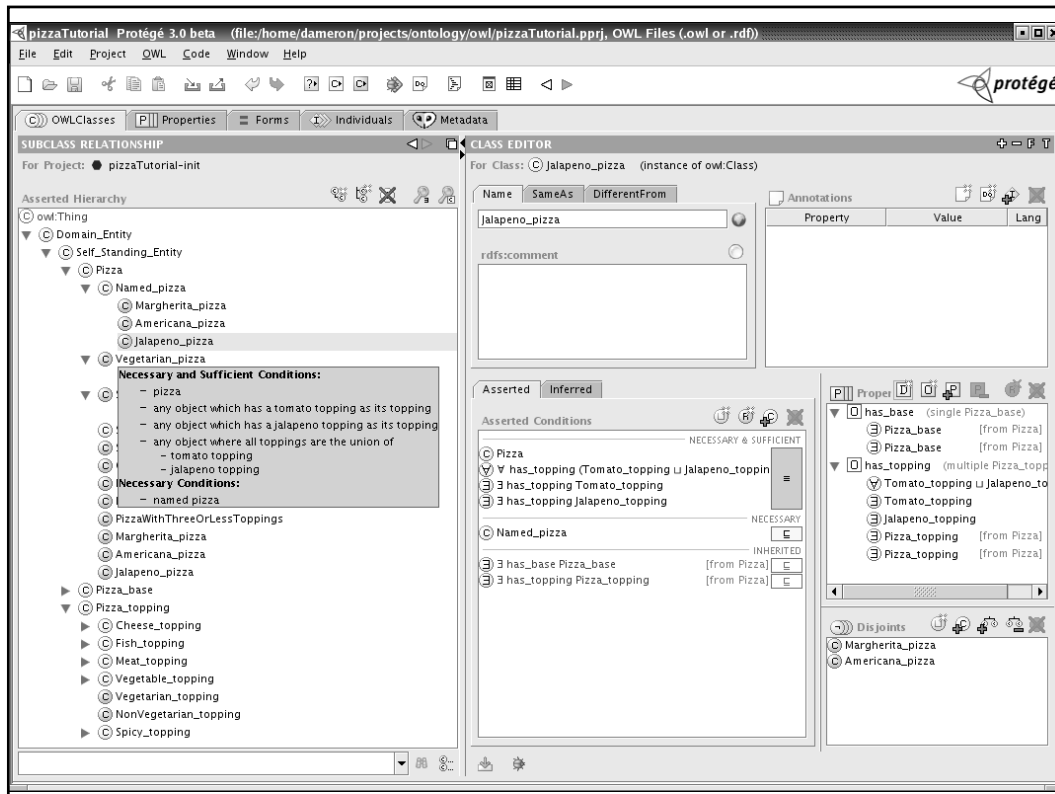 pizzaTutorial Protégé 3.0 beta (file:/home/dameron/projects/ontology/owl/pizzaTutorial.pprj, OWL Files (.owl or .rdf))
File Edit Project OWL Code Window Help
protégé
OWLClasses Properties Forms Individuals Metadata
SUBCLASS RELATIONSHIP
For Project: pizzaTutorial-init
Asserted Hierarchy
owl:Thing
Domain_Entity
Self_Standing_Entity
Pizza
Named_pizza
Margherita_pizza
Americana_pizza
Jalapeno_pizza
Vegetarian_pizza
Necessary and Sufficient Conditions:
– pizza
– any object which has a tomato topping as its topping
– any object which has a jalapeno topping as its topping
– any object where all toppings are the union of
– tomato topping
– jalapeno topping
Necessary Conditions:
– named pizza
PizzaWithThreeOrLessToppings
Margherita_pizza
Americana_pizza
Jalapeno_pizza
Pizza_base
Pizza_topping
Cheese_topping
Fish_topping
Meat_topping
Vegetable_topping
Vegetarian_topping
NonVegetarian_topping
Spicy_topping
CLASS EDITOR
For Class: Jalapeno_pizza (instance of owl:Class)
Name SameAs DifferentFrom
Jalapeno_pizza
rdfs:comment
Annotations
Property Value Lang
Asserted Inferred
Asserted Conditions
NECESSARY & SUFFICIENT
Pizza
∀ has_topping (Tomato_topping ⊔ Jalapeno_toppin
∃ has_topping Tomato_topping
∃ has_topping Jalapeno_topping
≡
NECESSARY
Named_pizza ⊑
INHERITED
∃ has_base Pizza_base [from Pizza] ⊑
∃ has_topping Pizza_topping [from Pizza] ⊑
Proper
has_base (single Pizza_base)
Pizza_base [from Pizza]
Pizza_base [from Pizza]
has_topping (multiple Pizza_topp
Tomato_topping ⊔ Jalapeno_to
Tomato_topping
Jalapeno_topping
Pizza_topping [from Pizza]
Pizza_topping [from Pizza]
Disjoints
Margherita_pizza
Americana_pizza